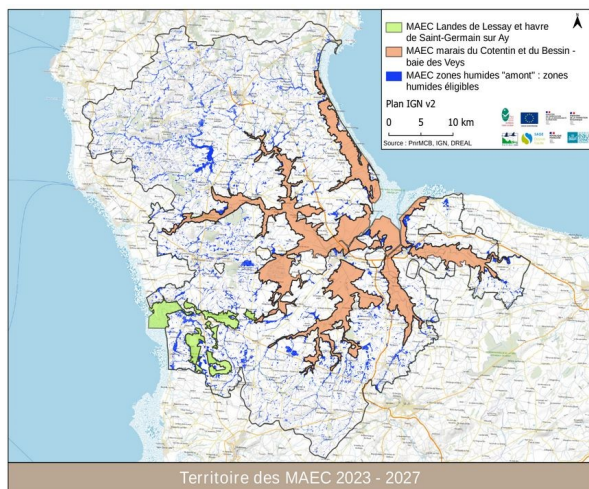 MAEC Landes de Lessay et havre
de Saint-Germain sur Ay
MAEC marais du Cotentin et du Bessin -
baie des Veys
MAEC zones humides "amont" : zones
humides éligibles
Plan IGN v2
0 5 10 km
Source : PnrMCB, IGN, DREAL
Territoire des MAEC 2023 - 2027